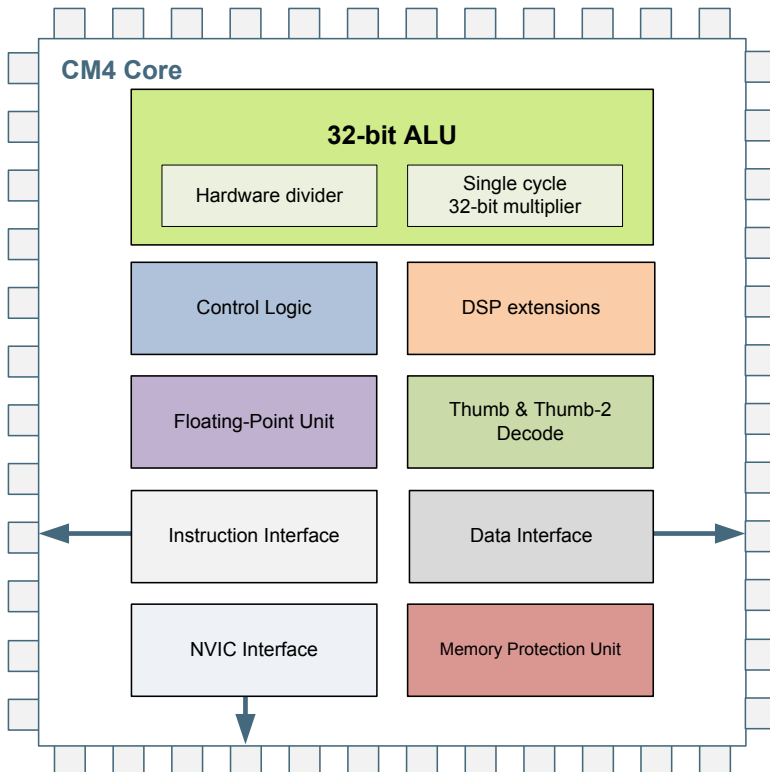 CM4 Core
32-bit ALU
Hardware divider
Single cycle
32-bit multiplier
Control Logic
DSP extensions
Floating-Point Unit
Thumb & Thumb-2
Decode
Instruction Interface
Data Interface
NVIC Interface
Memory Protection Unit